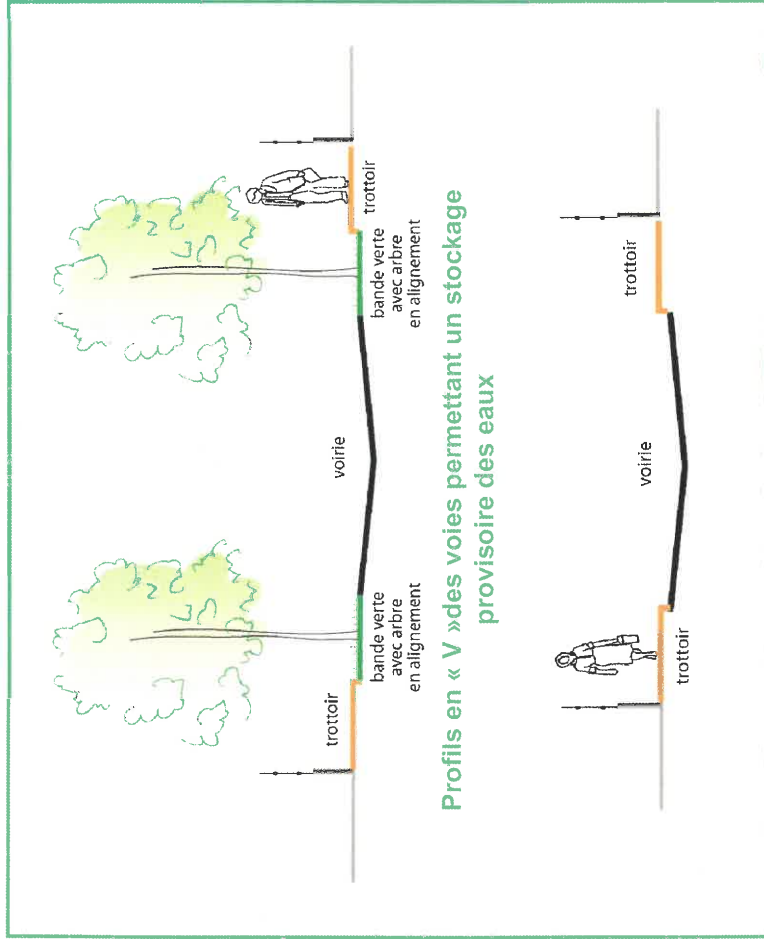 trottoir
bande verte
avec arbre
en alignement
voirie
bande verte
avec arbre
en alignement
trottoir
Profils en « V »des voies permettant un stockage
provisoire des eaux
trottoir
voirie
trottoir